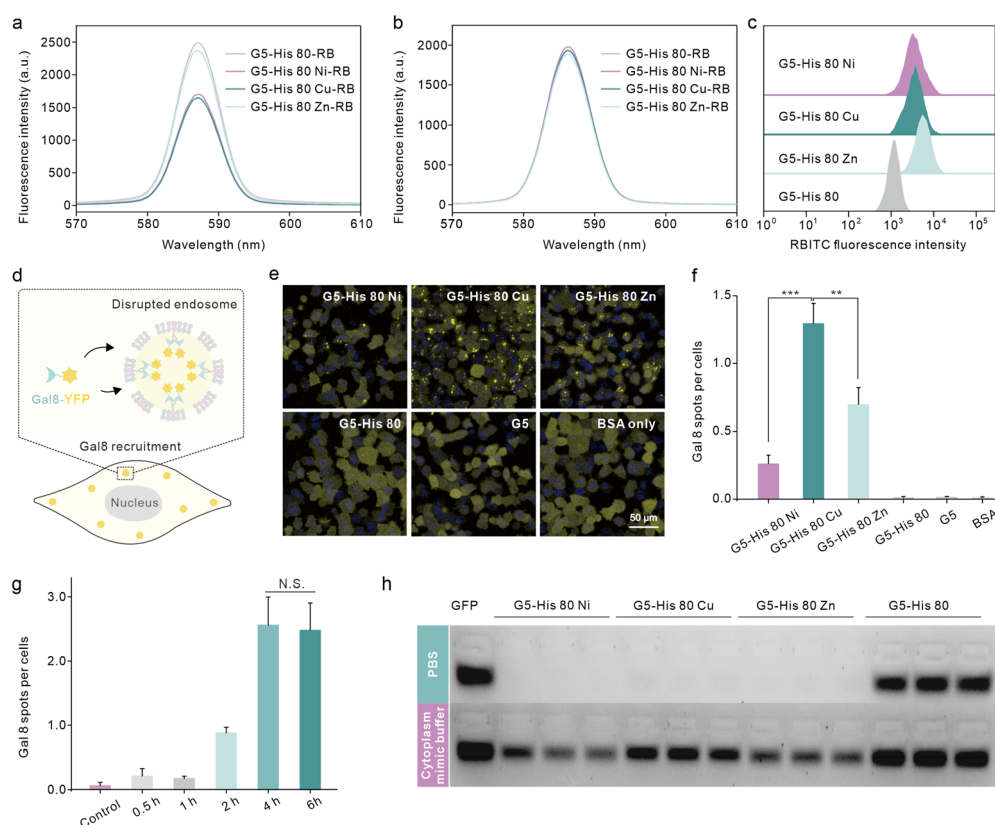 a
Fluorescence intensity (a.u.)
2500
2000
1500
1000
500
0
570
580
590
600
610
Wavelength (nm)
G5-His 80-RB
G5-His 80 Ni-RB
G5-His 80 Cu-RB
G5-His 80 Zn-RB
b
Fluorescence intensity (a.u.)
2000
1500
1000
500
0
570
580
590
600
610
Wavelength (nm)
G5-His 80-RB
G5-His 80 Ni-RB
G5-His 80 Cu-RB
G5-His 80 Zn-RB
c
G5-His 80 Ni
G5-His 80 Cu
G5-His 80 Zn
G5-His 80
10⁰ 10¹ 10² 10³ 10⁴ 10⁵
RBITC fluorescence intensity
d
Disrupted endosome
Gal8-YFP
Gal8 recruitment
Nucleus
e
G5-His 80 Ni
G5-His 80 Cu
G5-His 80 Zn
G5-His 80
G5
BSA only
50 μm
f
Gal 8 spots per cells
1.5
1.0
0.5
0.0
***
**
G5-His 80 Ni
G5-His 80 Cu
G5-His 80 Zn
G5-His 80
G5
BSA
g
Gal 8 spots per cells
3.0
2.0
1.0
0.0
N.S.
Control
0.5 h
1 h
2 h
4 h
6h
h
GFP
G5-His 80 Ni
G5-His 80 Cu
G5-His 80 Zn
G5-His 80
PBS
Cytoplasm
mimic buffer